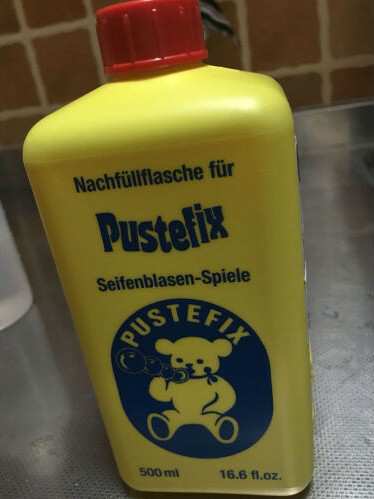 Nachfüllflasche für
Pustefix
Seifenblasen-Spiele
PUSTEFIX
500 ml 16.6 fl.oz.